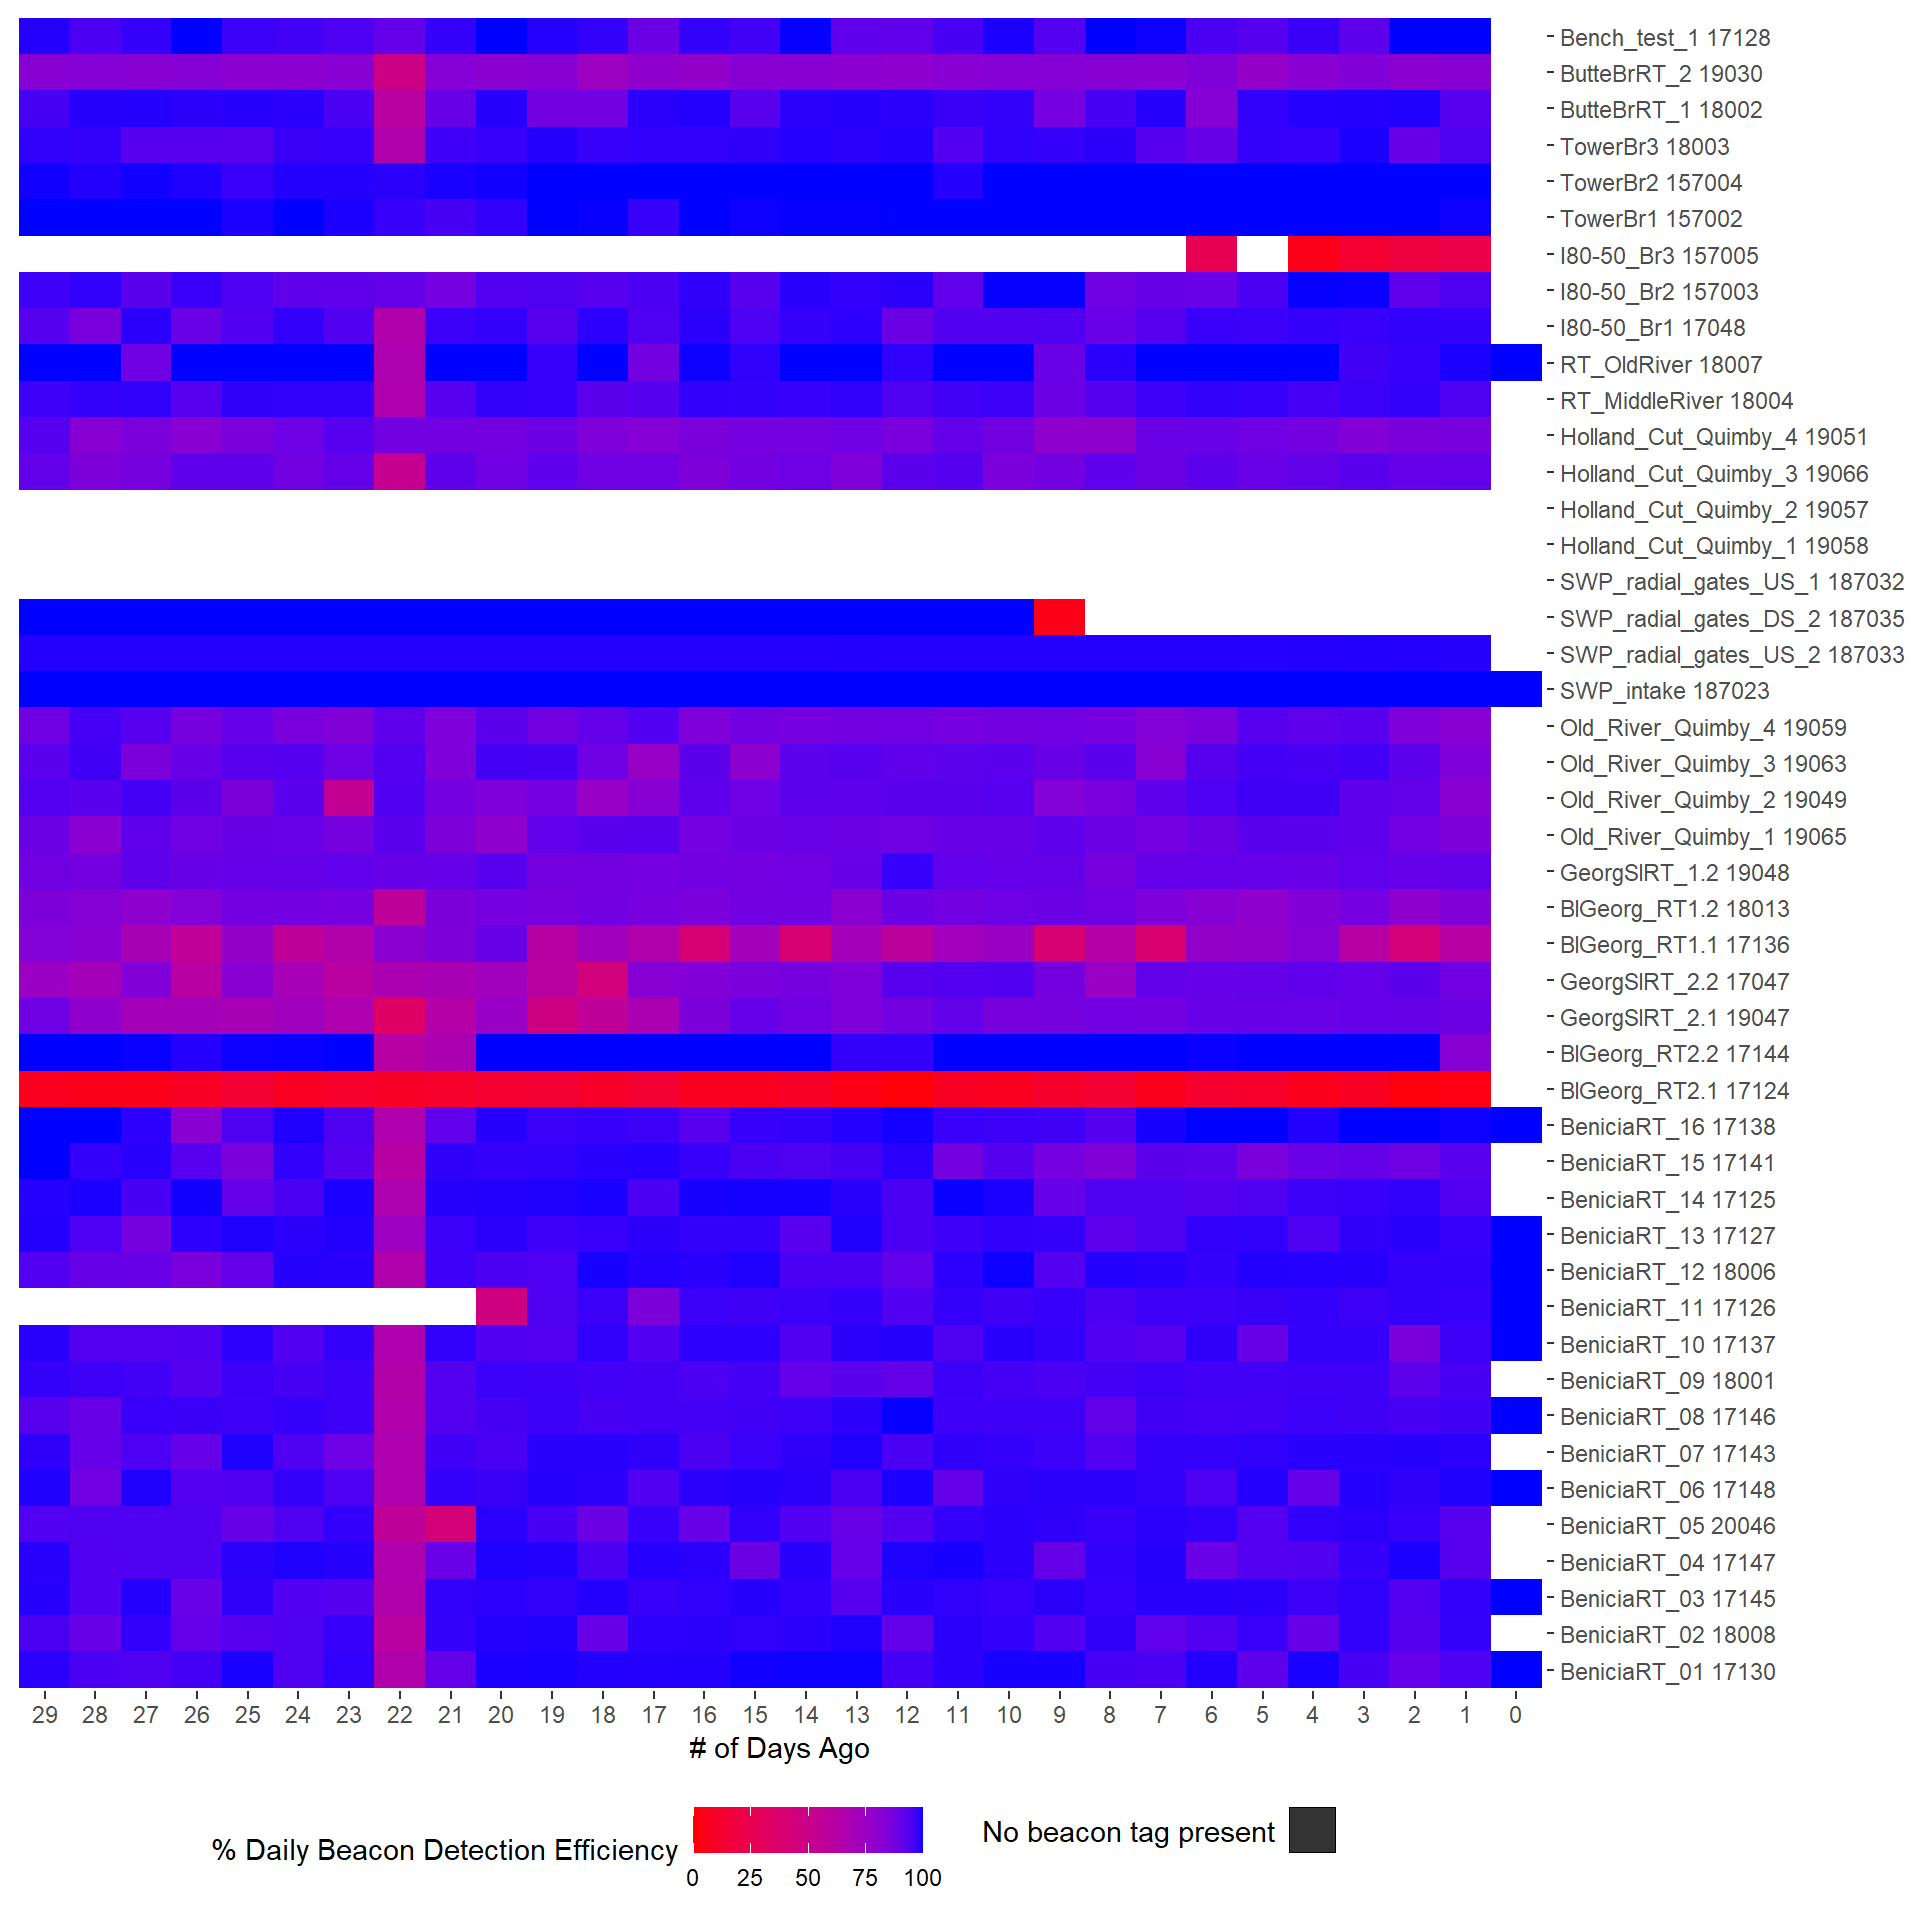 Bench_test_1 17128
ButteBrRT_2 19030
ButteBrRT_1 18002
TowerBr3 18003
TowerBr2 157004
TowerBr1 157002
I80-50_Br3 157005
I80-50_Br2 157003
I80-50_Br1 17048
RT_OldRiver 18007
RT_MiddleRiver 18004
Holland_Cut_Quimby_4 19051
Holland_Cut_Quimby_3 19066
Holland_Cut_Quimby_2 19057
Holland_Cut_Quimby_1 19058
SWP_radial_gates_US_1 187032
SWP_radial_gates_DS_2 187035
SWP_radial_gates_US_2 187033
SWP_intake 187023
Old_River_Quimby_4 19059
Old_River_Quimby_3 19063
Old_River_Quimby_2 19049
Old_River_Quimby_1 19065
GeorgSlRT_1.2 19048
BlGeorg_RT1.2 18013
BlGeorg_RT1.1 17136
GeorgSlRT_2.2 17047
GeorgSlRT_2.1 19047
BlGeorg_RT2.2 17144
BlGeorg_RT2.1 17124
BeniciaRT_16 17138
BeniciaRT_15 17141
BeniciaRT_14 17125
BeniciaRT_13 17127
BeniciaRT_12 18006
BeniciaRT_11 17126
BeniciaRT_10 17137
BeniciaRT_09 18001
BeniciaRT_08 17146
BeniciaRT_07 17143
BeniciaRT_06 17148
BeniciaRT_05 20046
BeniciaRT_04 17147
BeniciaRT_03 17145
BeniciaRT_02 18008
BeniciaRT_01 17130
29 28 27 26 25 24 23 22 21 20 19 18 17 16 15 14 13 12 11 10 9 8 7 6 5 4 3 2 1 0
# of Days Ago
% Daily Beacon Detection Efficiency
0 25 50 75 100
No beacon tag present